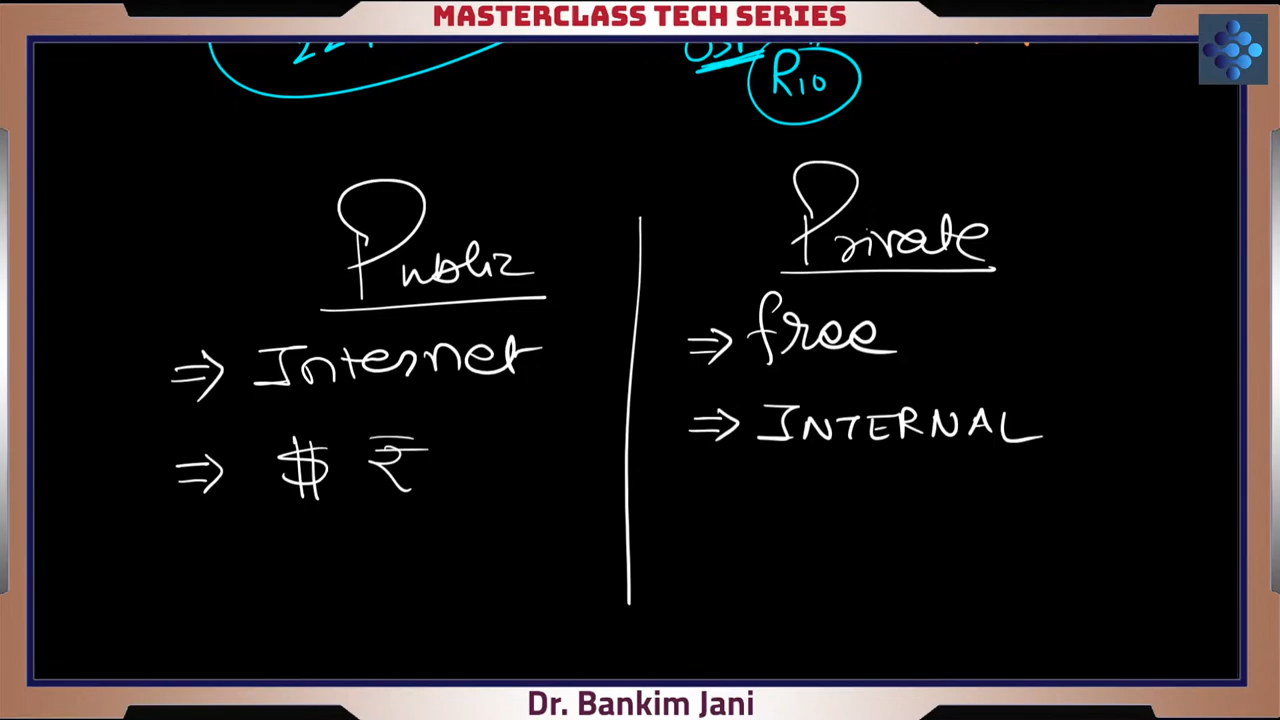 MASTERCLASS TECH SERIES
R10
Public
Private
⇒ Internet
⇒ free
⇒ $ ₹
⇒ INTERNAL
Dr. Bankim Jani